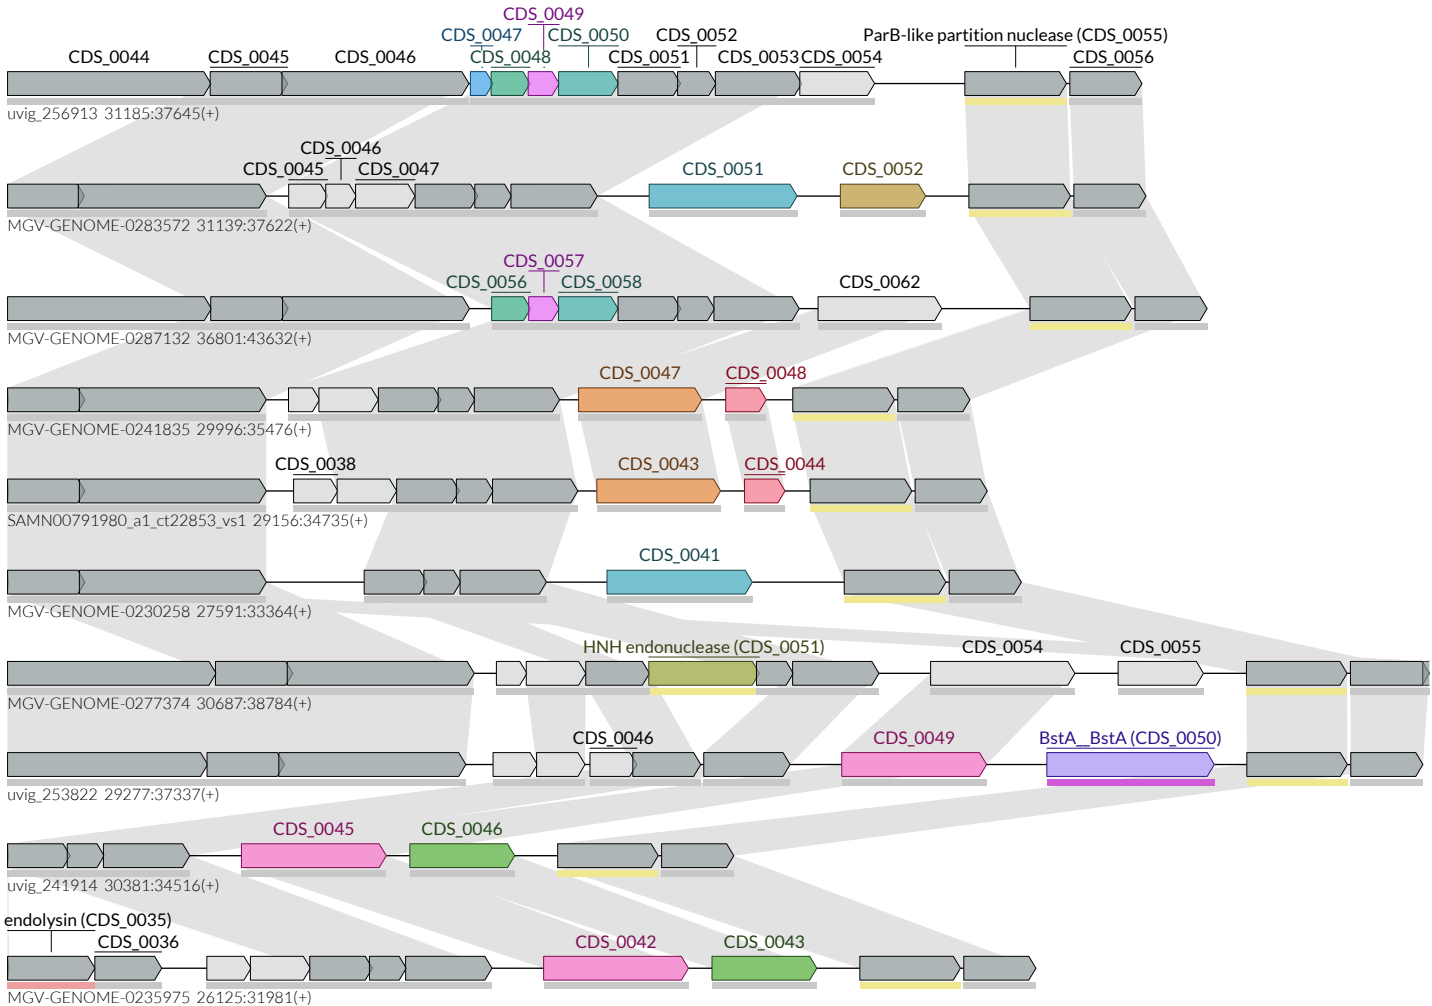 CDS_0049
CDS_0047 CDS_0050 CDS_0052 ParB-like partition nuclease (CDS_0055)
CDS_0044 CDS_0045 CDS_0046 CDS_0048 CDS_0051 CDS_0053 CDS_0054 CDS_0056
uvig_256913 31185:37645(+)
CDS_0046
CDS_0045 CDS_0047 CDS_0051 CDS_0052
MGV-GENOME-0283572 31139:37622(+)
CDS_0057
CDS_0056 CDS_0058 CDS_0062
MGV-GENOME-0287132 36801:43632(+)
CDS_0047 CDS_0048
MGV-GENOME-0241835 29996:35476(+)
CDS_0038 CDS_0043 CDS_0044
SAMN00791980_a1_ct22853_vs1 29156:34735(+)
CDS_0041
MGV-GENOME-0230258 27591:33364(+)
HNH endonuclease (CDS_0051) CDS_0054 CDS_0055
MGV-GENOME-0277374 30687:38784(+)
CDS_0046 CDS_0049 BstA__BstA (CDS_0050)
uvig_253822 29277:37337(+)
CDS_0045 CDS_0046
uvig_241914 30381:34516(+)
endolysin (CDS_0035)
CDS_0036 CDS_0042 CDS_0043
MGV-GENOME-0235975 26125:31981(+)